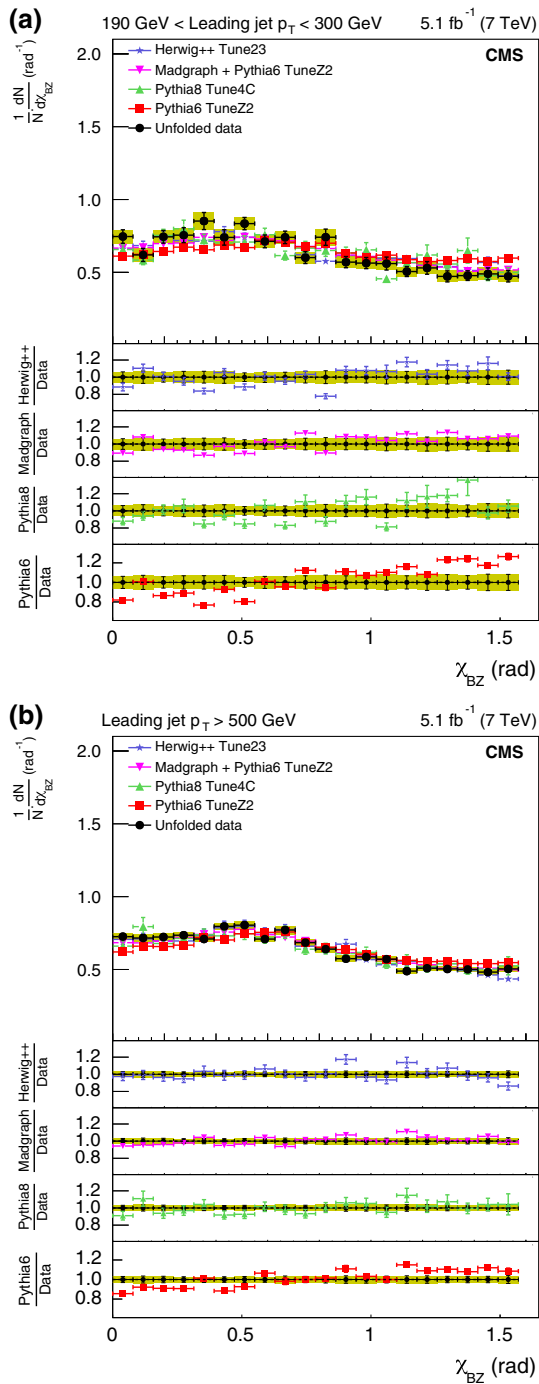 (a) 190 GeV < Leading jet p_T < 300 GeV 5.1 fb⁻¹ (7 TeV)
2.0
1.5
1.0
0.5
1/N dN/dχ_BZ (rad⁻¹)
Herwig++ Tune23
Madgraph + Pythia6 TuneZ2
Pythia8 Tune4C
Pythia6 TuneZ2
Unfolded data
CMS
Herwig++
Data
1.2
1.0
0.8
Madgraph
Data
1.2
1.0
0.8
Pythia8
Data
1.2
1.0
0.8
Pythia6
Data
1.2
1.0
0.8
0 0.5 1 1.5
χ_BZ (rad)
(b) Leading jet p_T > 500 GeV 5.1 fb⁻¹ (7 TeV)
2.0
1.5
1.0
0.5
1/N dN/dχ_BZ (rad⁻¹)
Herwig++ Tune23
Madgraph + Pythia6 TuneZ2
Pythia8 Tune4C
Pythia6 TuneZ2
Unfolded data
CMS
Herwig++
Data
1.2
1.0
0.8
Madgraph
Data
1.2
1.0
0.8
Pythia8
Data
1.2
1.0
0.8
Pythia6
Data
1.2
1.0
0.8
0 0.5 1 1.5
χ_BZ (rad)